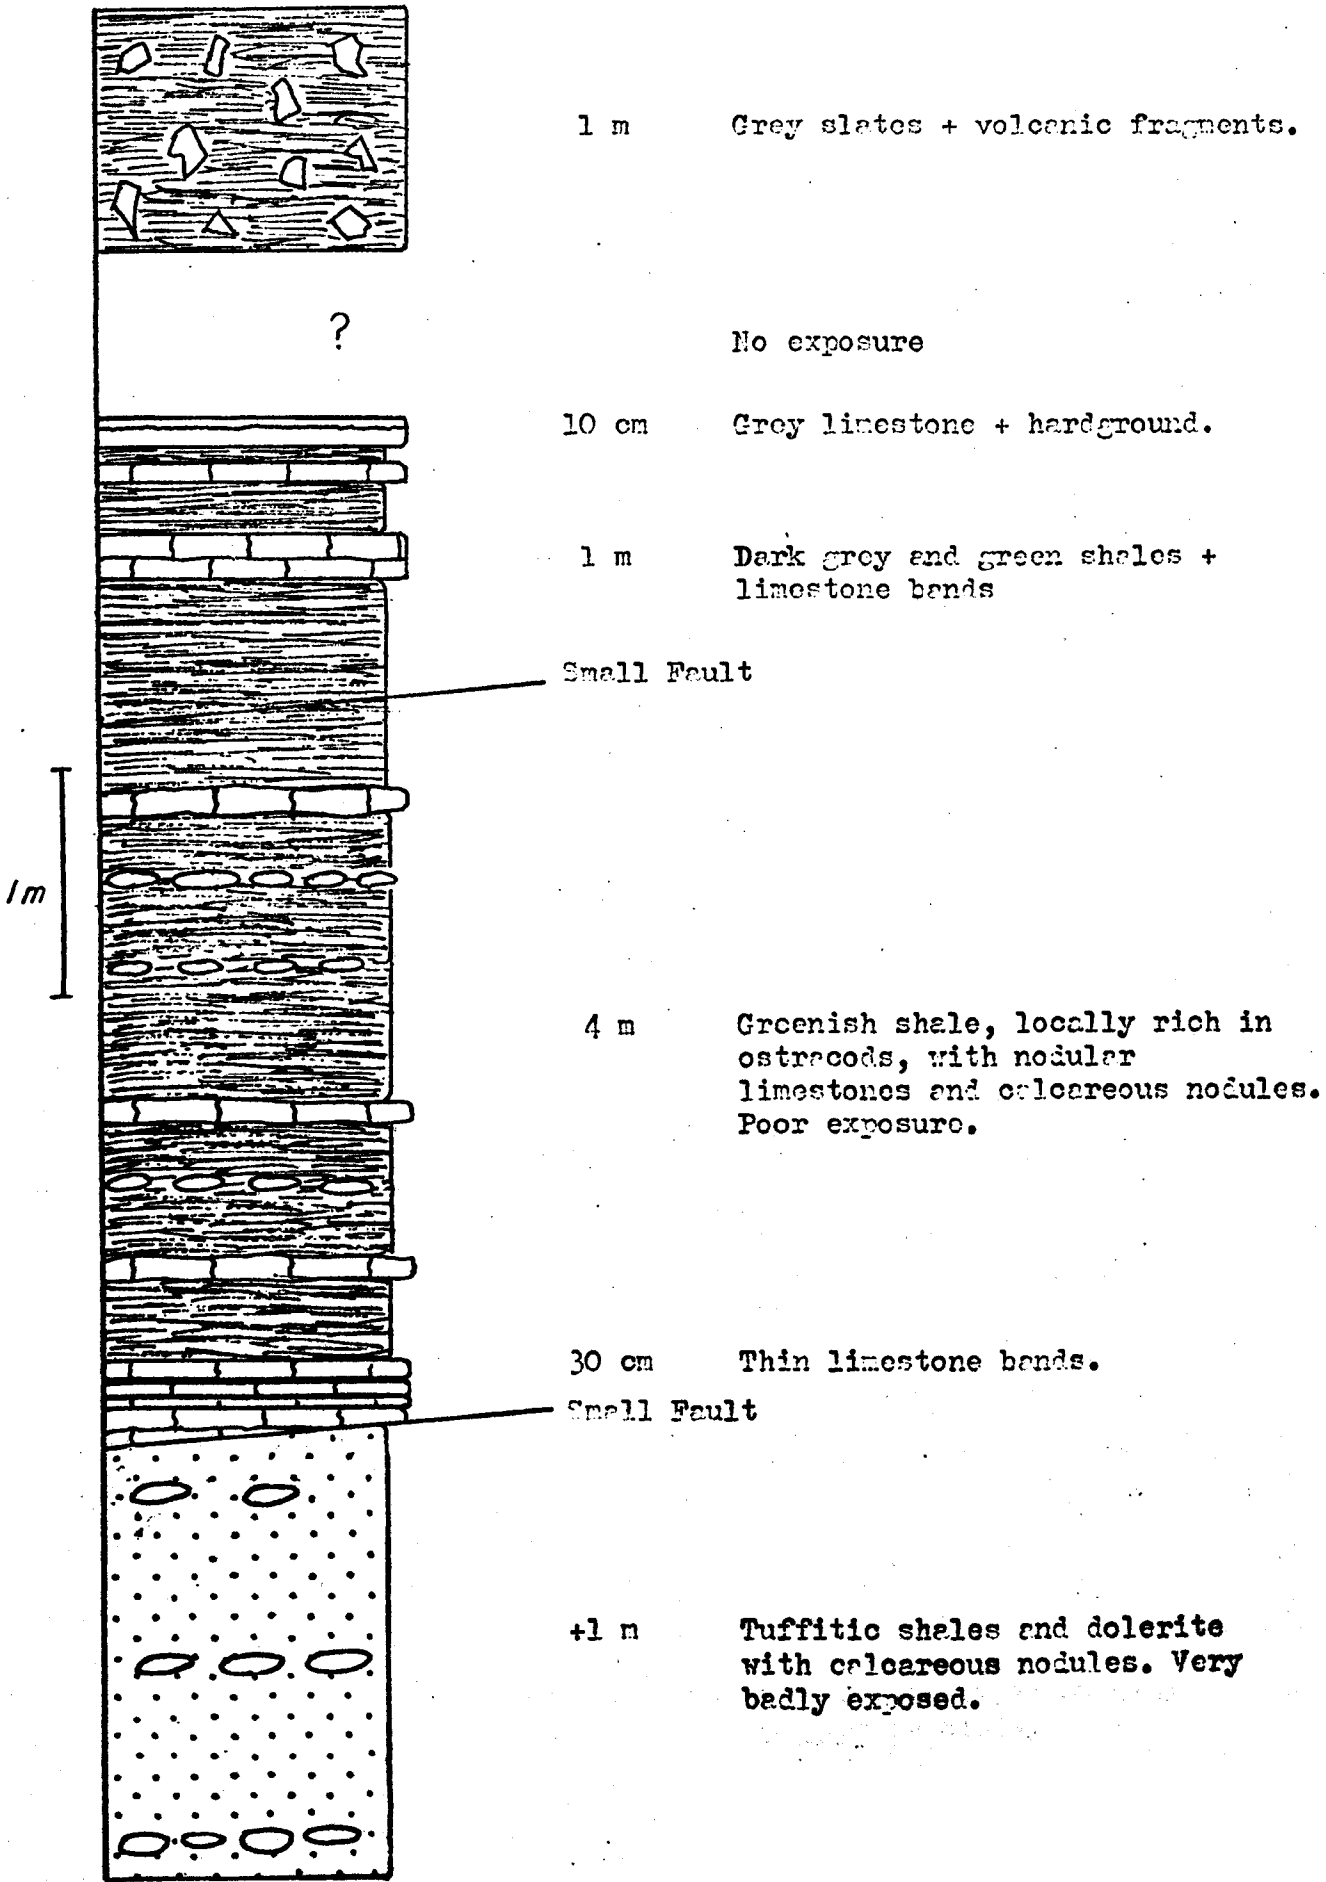 1 m Grey slates + volcanic fragments.
?
No exposure
10 cm Grey limestone + hardground.
1 m Dark grey and green shales +
limestone bands
Small Fault
1m
4 m Greenish shale, locally rich in
ostracods, with nodular
limestones and calcareous nodules.
Poor exposure.
30 cm Thin limestone bands.
Small Fault
+1 m Tuffitic shales and dolerite
with calcareous nodules. Very
badly exposed.